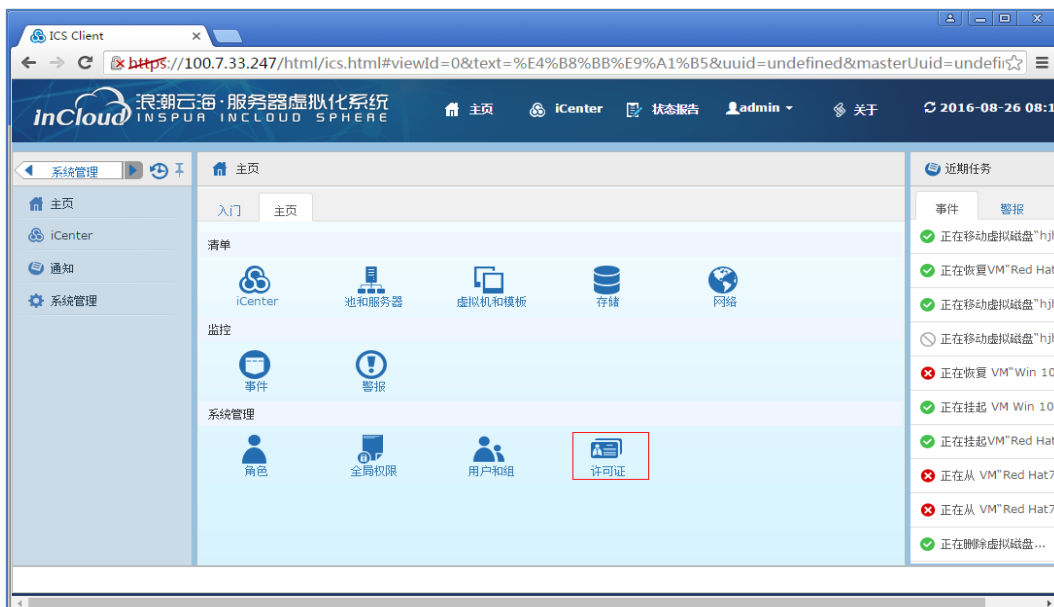 ICS Client
https://100.7.33.247/html/ics.html#viewId=0&text=%E4%B8%BB%E9%A1%B5&uuid=undefined&masterUuid=undefi
inCloud 浪潮云海·服务器虚拟化系统
INSPUR INCLOUD SPHERE
主页 iCenter 状态报告 admin 关于 2016-08-26 08:1
系统管理
主页
iCenter
通知
系统管理
主页
入门 主页
清单
iCenter 池和服务器 虚拟机和模板 存储 网络
监控
事件 警报
系统管理
角色 全局权限 用户和组 许可证
近期任务
事件 警报
正在移动虚拟磁盘"hjh
正在恢复VM"Red Hat
正在移动虚拟磁盘"hjh
正在移动虚拟磁盘"hjh
正在恢复 VM"Win 10
正在挂起 VM Win 10
正在挂起VM"Red Hat
正在从 VM"Red Hat7
正在从 VM"Red Hat7
正在删除虚拟磁盘...